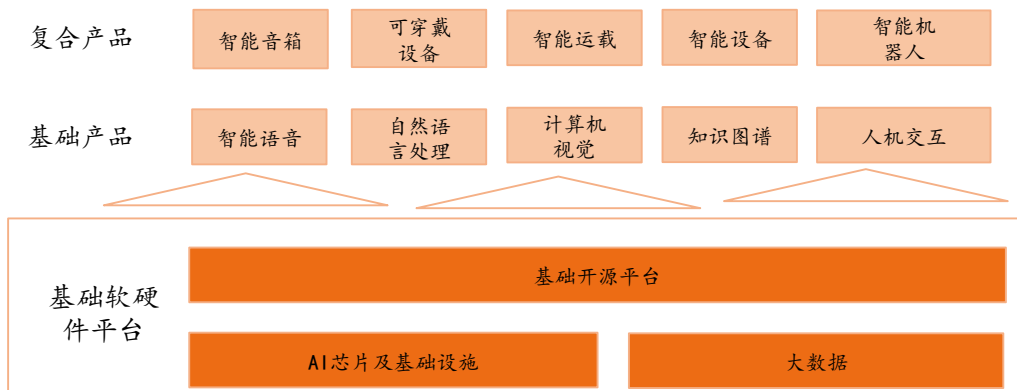 复合产品
智能音箱
可穿戴
设备
智能运载
智能设备
智能机
器人
基础产品
智能语音
自然语
言处理
计算机
视觉
知识图谱
人机交互
基础软硬
件平台
基础开源平台
AI芯片及基础设施
大数据